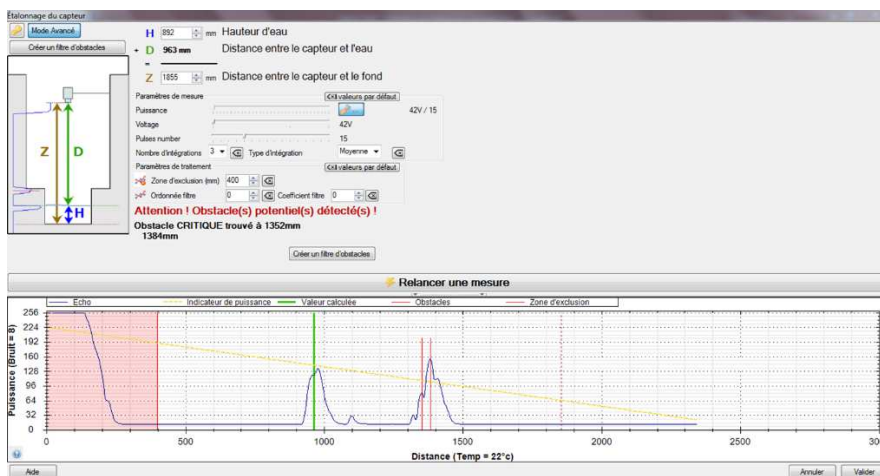 Etalonnage du capteur
Mode Avancé
Créer un filtre d'obstacles
H 892 mm Hauteur d'eau
+ D 963 mm Distance entre le capteur et l'eau
=
Z 1855 mm Distance entre le capteur et le fond
Z D
H
Paramètres de mesure valeurs par défaut
Puissance 42V / 15
Voltage 42V
Pulses number 15
Nombre d'intégrations 3 Type d'intégration Moyenne
Paramètres de traitement valeurs par défaut
Zone d'exclusion (mm) 400
Ordonnée filtre 0 Coefficient filtre 0
Attention ! Obstacle(s) potentiel(s) détecté(s) !
Obstacle CRITIQUE trouvé à 1352mm
1384mm
Créer un filtre d'obstacles
Relancer une mesure
Echo Indicateur de puissance Valeur calculée Obstacles Zone d'exclusion
Puissance (Bruit = 8)
256
224
192
160
128
96
64
32
0
0 500 1000 1500 2000 2500 3000
Distance (Temp = 22°c)
Aide Annuler Valider